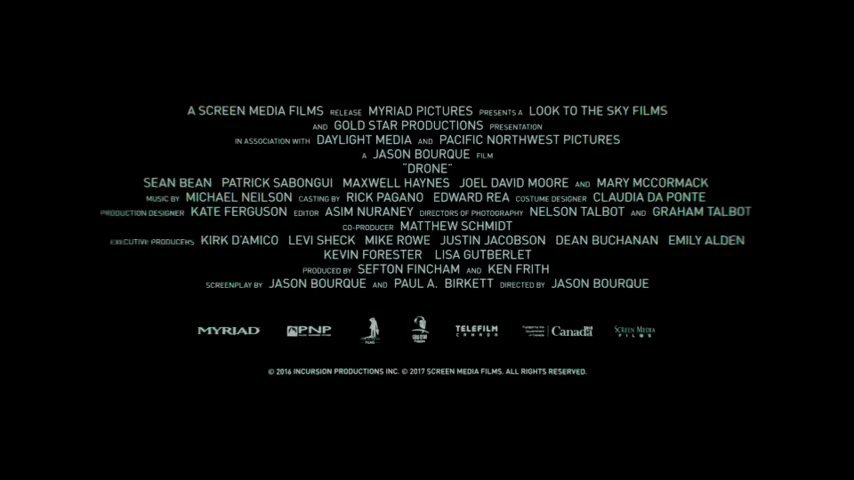 A SCREEN MEDIA FILMS RELEASE MYRIAD PICTURES PRESENTS A LOOK TO THE SKY FILMS
AND GOLD STAR PRODUCTIONS PRESENTATION
IN ASSOCIATION WITH DAYLIGHT MEDIA AND PACIFIC NORTHWEST PICTURES
A JASON BOURQUE FILM
"DRONE"
SEAN BEAN PATRICK SABONGUI MAXWELL HAYNES JOEL DAVID MOORE AND MARY MCCORMACK
MUSIC BY MICHAEL NEILSON CASTING BY RICK PAGANO EDWARD REA COSTUME DESIGNER CLAUDIA DA PONTE
PRODUCTION DESIGNER KATE FERGUSON EDITOR ASIM NURANEY DIRECTORS OF PHOTOGRAPHY NELSON TALBOT AND GRAHAM TALBOT
CO-PRODUCER MATTHEW SCHMIDT
EXECUTIVE PRODUCERS KIRK D'AMICO LEVI SHECK MIKE ROWE JUSTIN JACOBSON DEAN BUCHANAN EMILY ALDEN
KEVIN FORESTER LISA GUTBERLET
PRODUCED BY SEFTON FINCHAM AND KEN FRITH
SCREENPLAY BY JASON BOURQUE AND PAUL A. BIRKETT DIRECTED BY JASON BOURQUE
MYRIAD PNP TELEFILM CANADA Canada SCREEN MEDIA FILMS
© 2016 INCURSION PRODUCTIONS INC. © 2017 SCREEN MEDIA FILMS. ALL RIGHTS RESERVED.